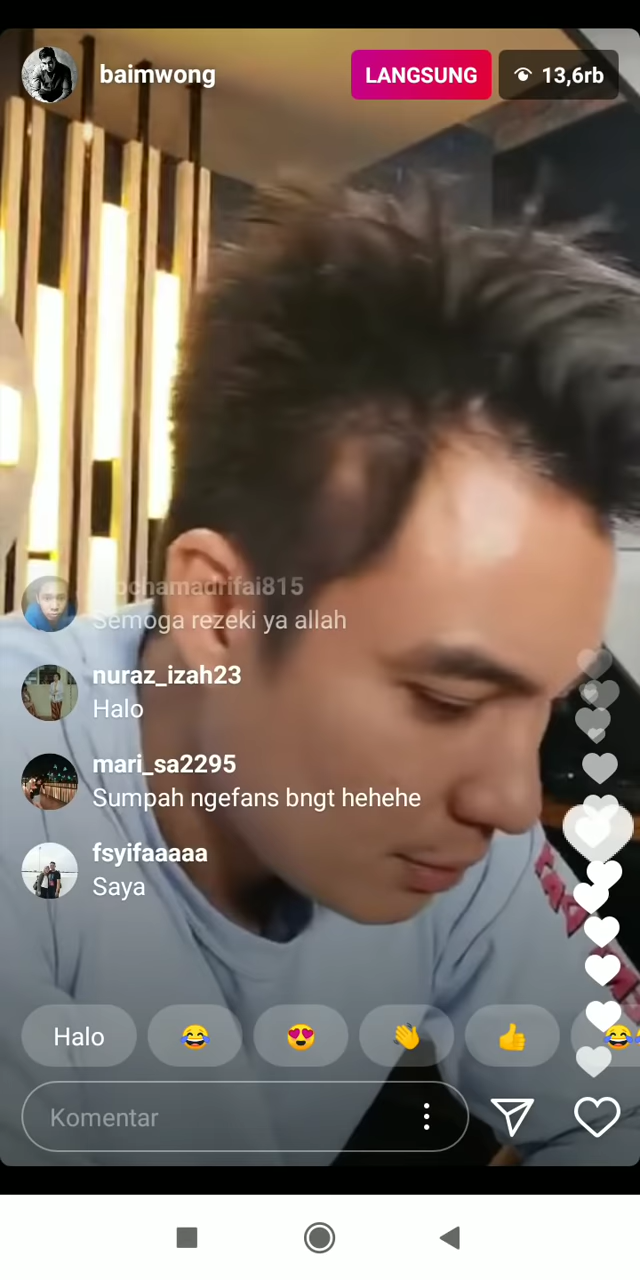 baimwong
LANGSUNG
13,6rb
ochamadrifai815
Semoga rezeki ya allah
nuraz_izah23
Halo
mari_sa2295
Sumpah ngefans bngt hehehe
fsyifaaaaa
Saya
Halo
Komentar